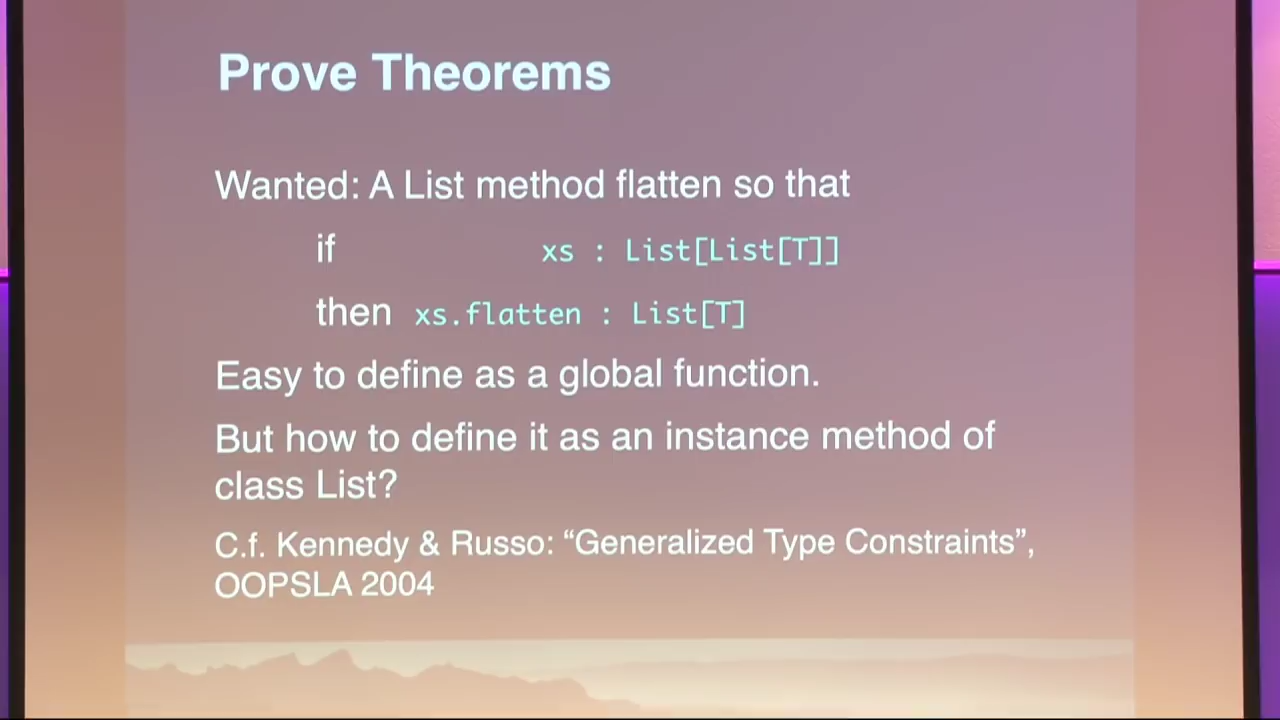 Prove Theorems
Wanted: A List method flatten so that
if xs : List[List[T]]
then xs.flatten : List[T]
Easy to define as a global function.
But how to define it as an instance method of
class List?
C.f. Kennedy & Russo: “Generalized Type Constraints”,
OOPSLA 2004